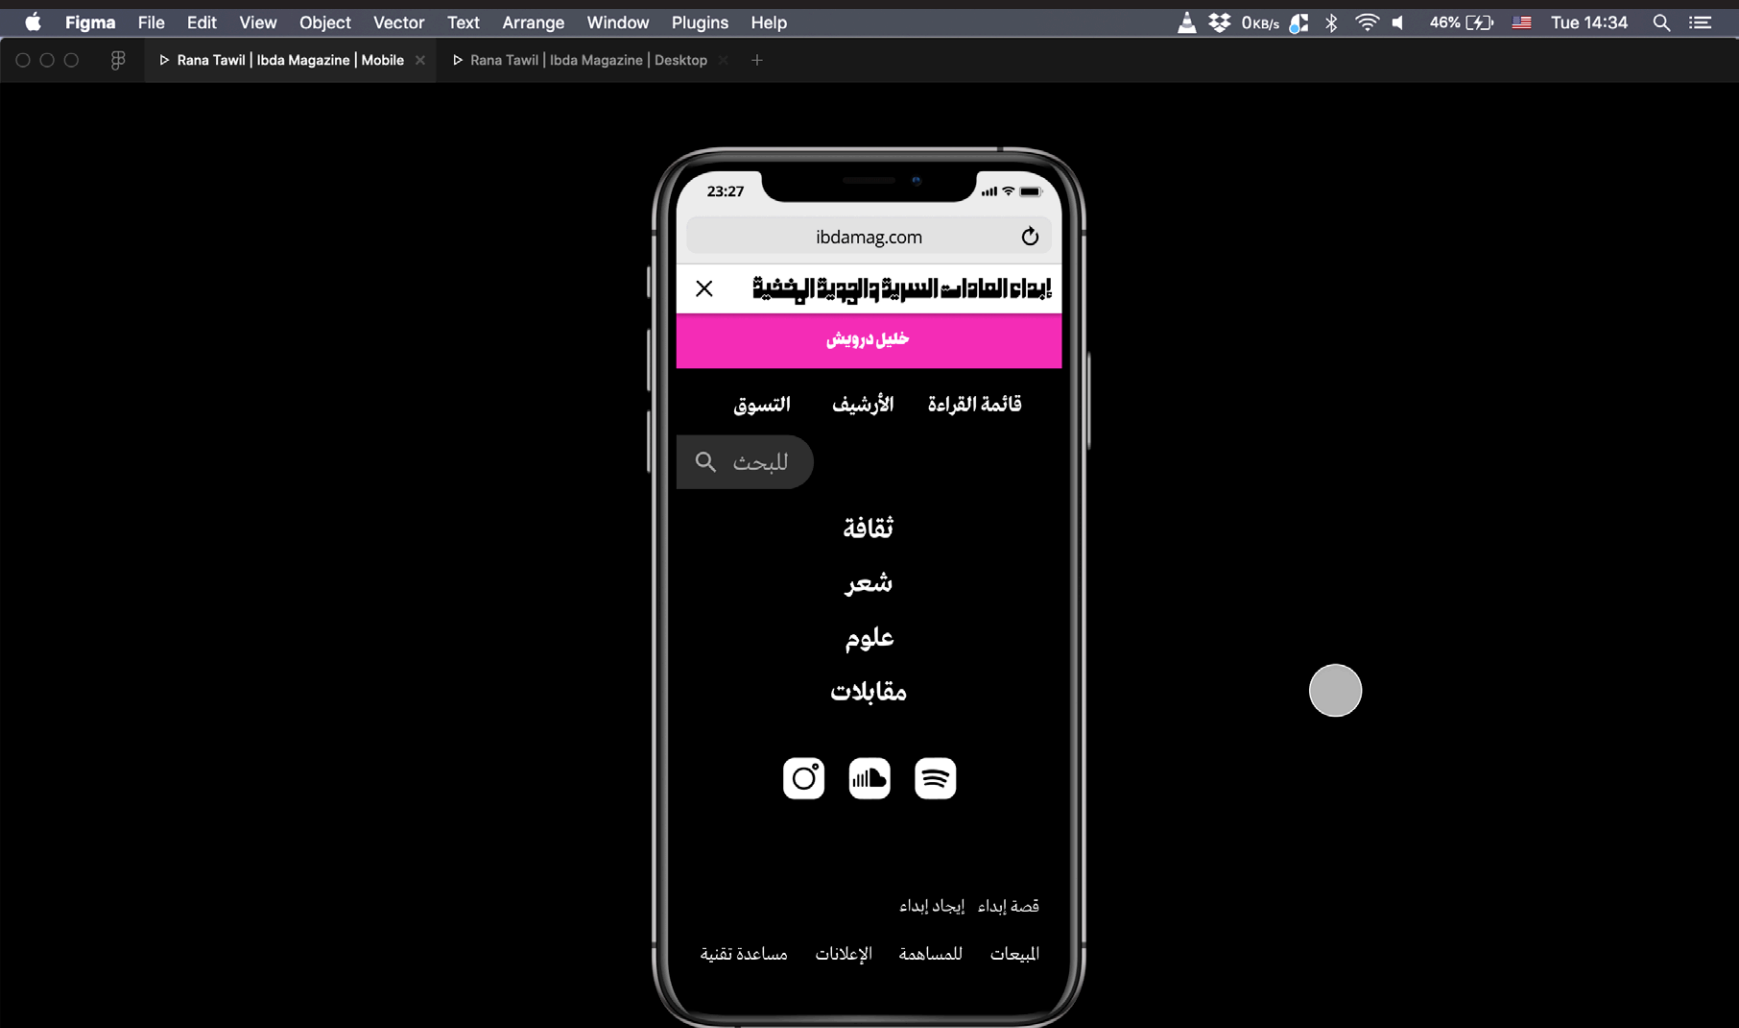 Figma File Edit View Object Vector Text Arrange Window Plugins Help 0KB/s 46% Tue 14:34
Rana Tawil | Ibda Magazine | Mobile Rana Tawil | Ibda Magazine | Desktop
23:27
ibdamag.com
إبداء العادات السرية والجدية المخفية
خليل درويش
قائمة القراءة الأرشيف التسوق
للبحث
ثقافة
شعر
علوم
مقابلات
قصة إبداء إيجاد إبداء
المبيعات للمساهمة الإعلانات مساعدة تقنية